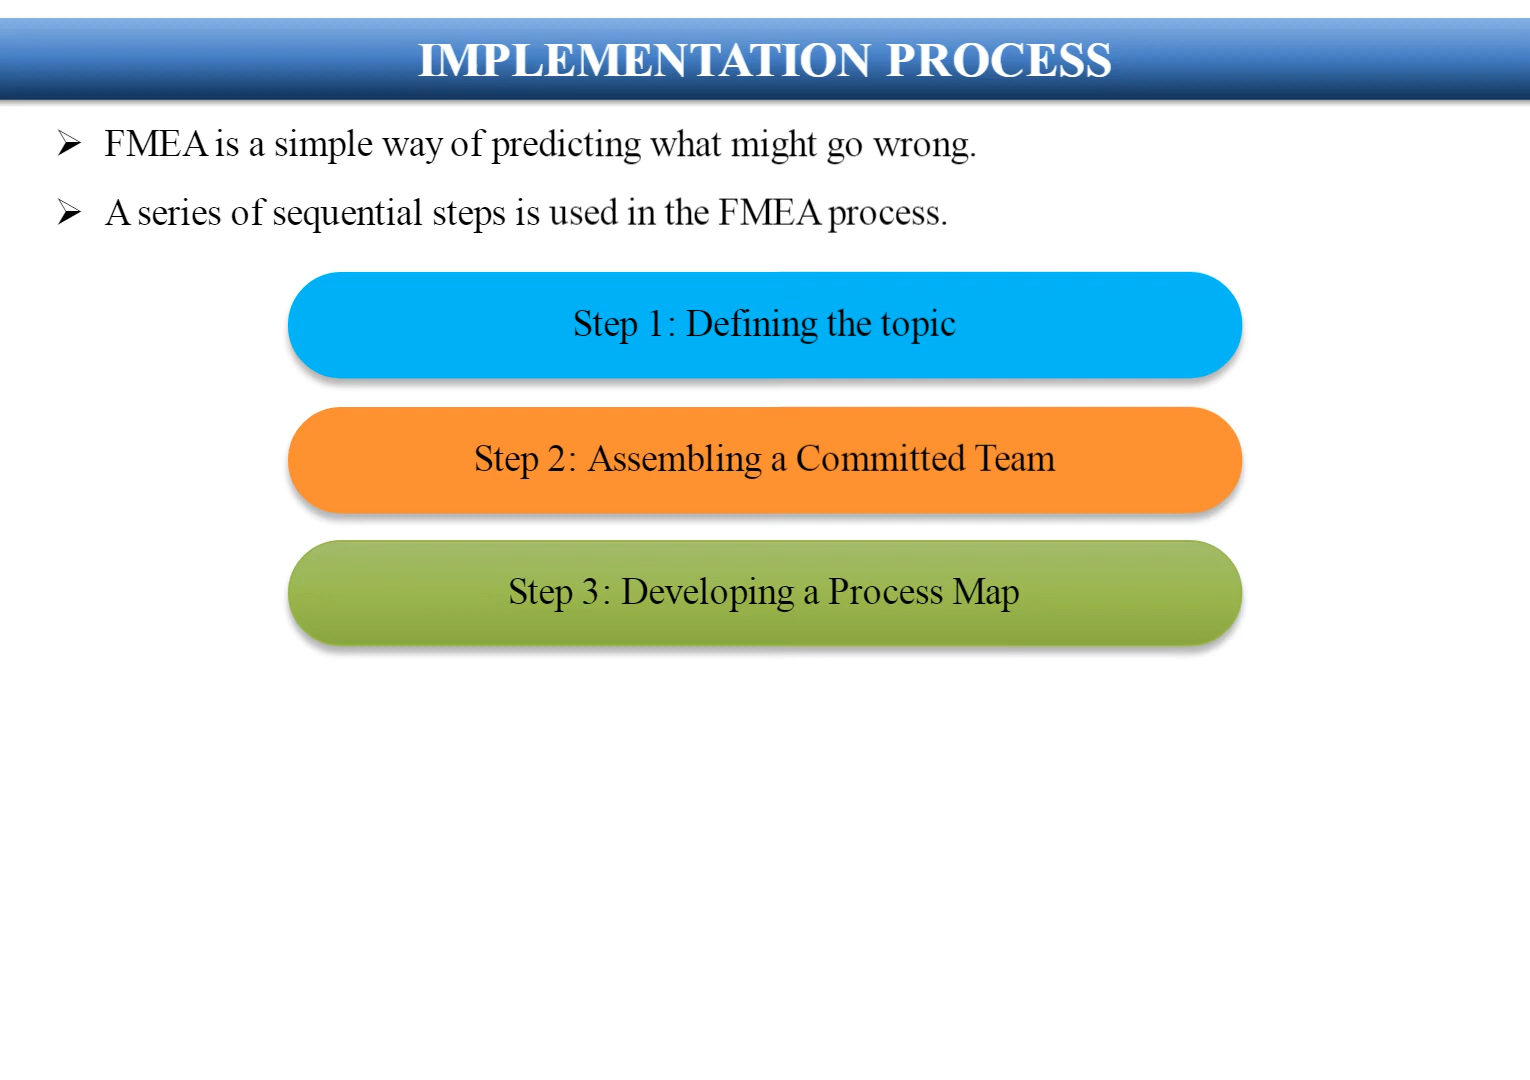 IMPLEMENTATION PROCESS
FMEA is a simple way of predicting what might go wrong.
A series of sequential steps is used in the FMEA process.
Step 1: Defining the topic
Step 2: Assembling a Committed Team
Step 3: Developing a Process Map